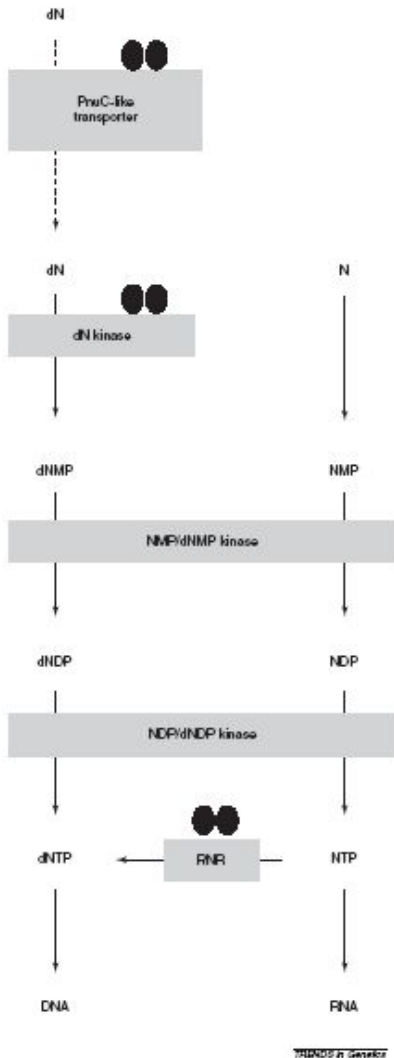 dN
PnuC-like
transporter
dN
N
dN kinase
dNMP
NMP
NMP/dNMP kinase
dNDP
NDP
NDP/dNDP kinase
dNTP
RNR
NTP
DNA
RNA
TRENDS in Genetics